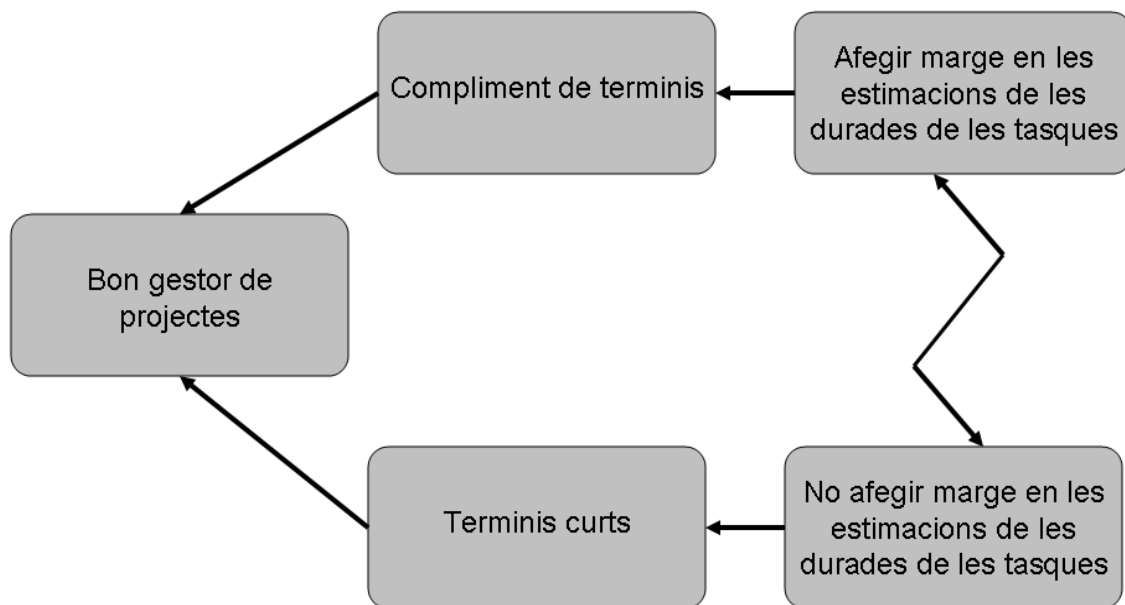 Compliment de terminis
Afegir marge en les
estimacions de les
durades de les tasques
Bon gestor de
projectes
Terminis curts
No afegir marge en les
estimacions de les
durades de les tasques